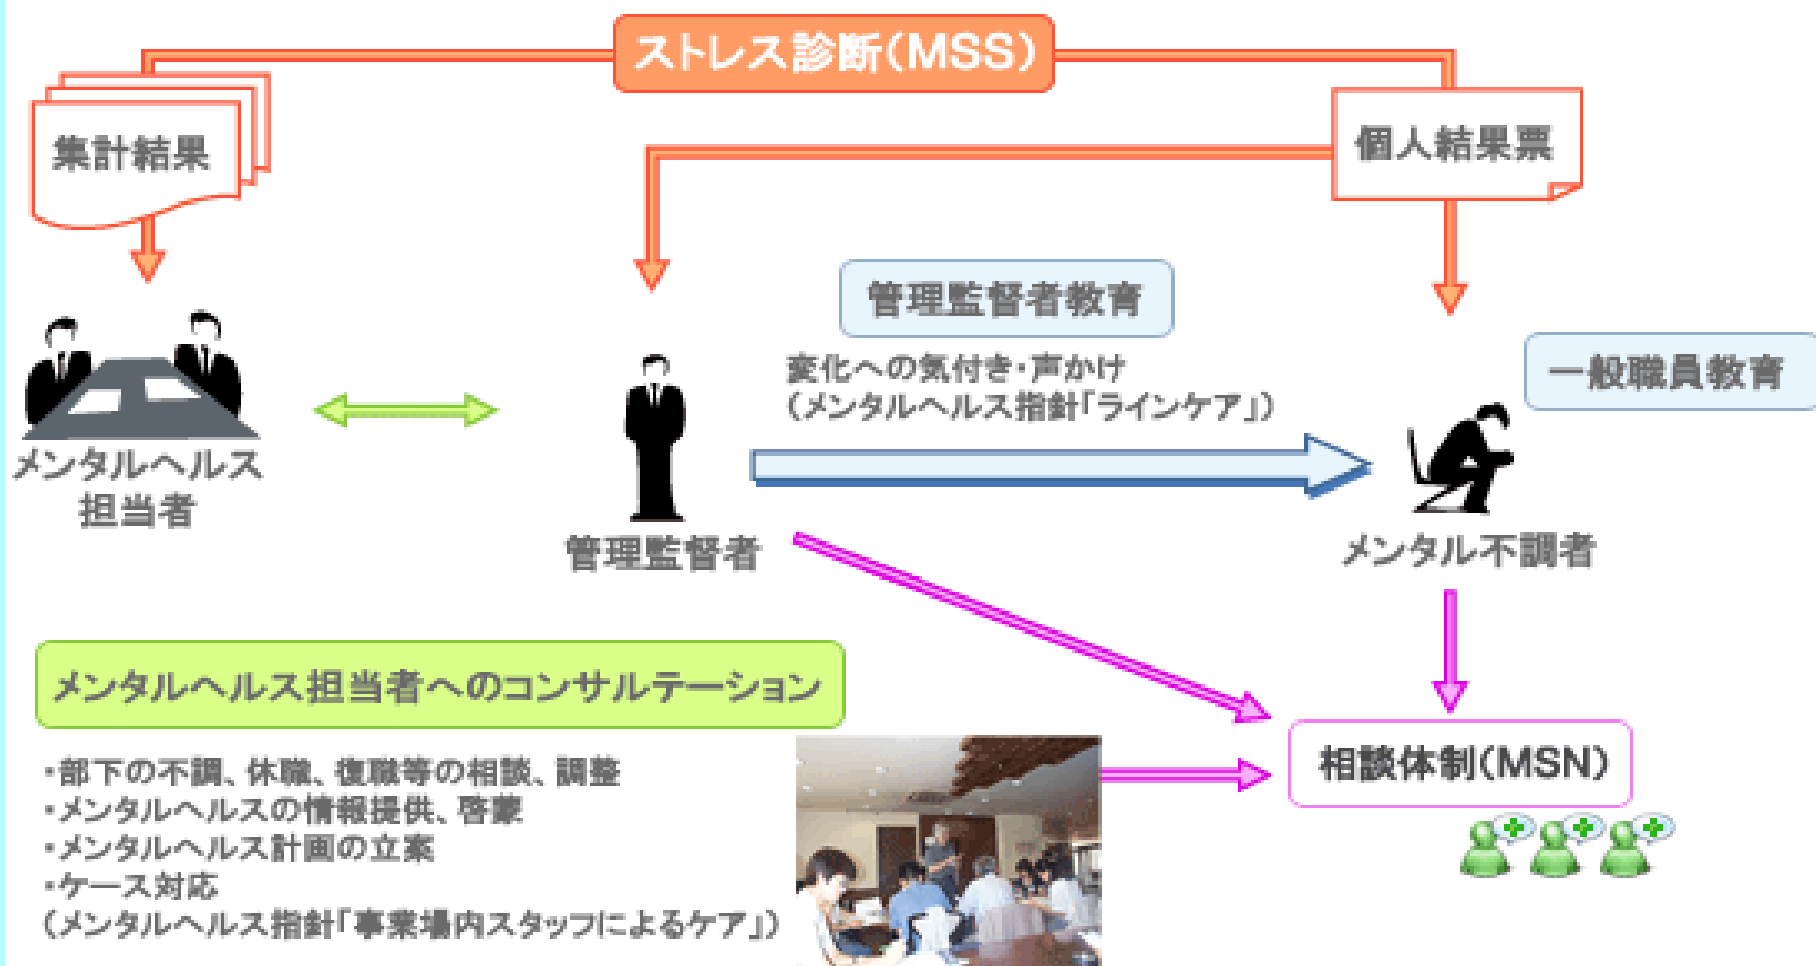 ストレス診断(MSS)
集計結果
個人結果票
管理監督者教育
変化への気付き・声かけ
(メンタルヘルス指針「ラインケア」)
一般職員教育
メンタルヘルス
担当者
管理監督者
メンタル不調者
メンタルヘルス担当者へのコンサルテーション
・部下の不調、休職、復職等の相談、調整
・メンタルヘルスの情報提供、啓蒙
・メンタルヘルス計画の立案
・ケース対応
(メンタルヘルス指針「事業場内スタッフによるケア」)
相談体制(MSN)